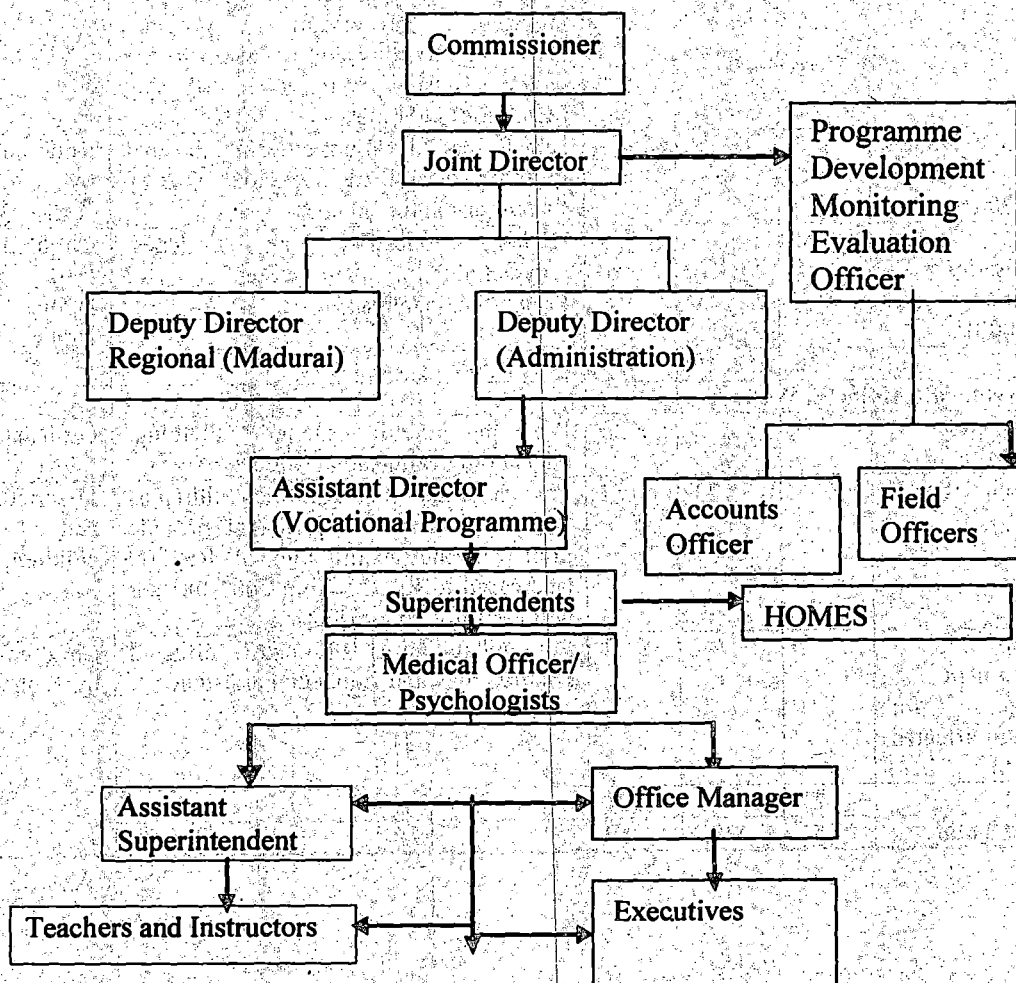 Commissioner
Joint Director
Programme
Development
Monitoring
Evaluation
Officer
Deputy Director
Regional (Madurai)
Deputy Director
(Administration)
Assistant Director
(Vocational Programme)
Accounts
Officer
Field
Officers
Superintendents
HOMES
Medical Officer/
Psychologists
Assistant
Superintendent
Office Manager
Teachers and Instructors
Executives